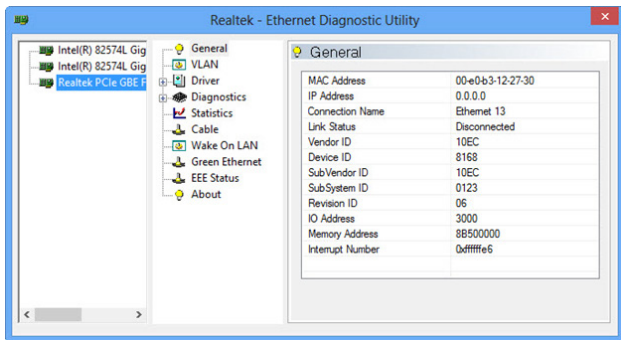 Realtek - Ethernet Diagnostic Utility
Intel(R) 82574L Gig
Intel(R) 82574L Gig
Realtek PCIe GBE F
General
VLAN
Driver
Diagnostics
Statistics
Cable
Wake On LAN
Green Ethernet
EEE Status
About
General
MAC Address 00-e0-b3-12-27-30
IP Address 0.0.0.0
Connection Name Ethernet 13
Link Status Disconnected
Vendor ID 10EC
Device ID 8168
SubVendor ID 10EC
SubSystem ID 0123
Revision ID 06
IO Address 3000
Memory Address 8B500000
Interrupt Number 0xffffffe6